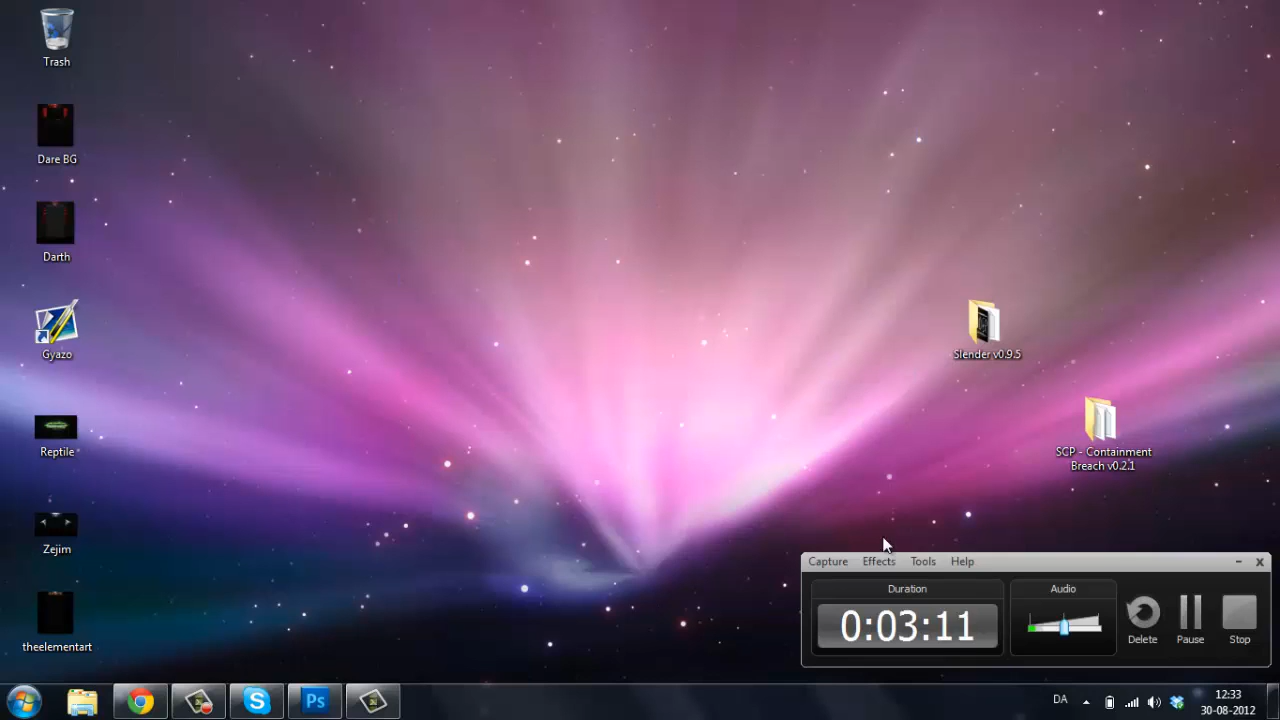 Trash
Dare BG
Darth
Gyazo
Reptile
Zejim
theelementart
Slender v0.9.5
SCP - Containment
Breach v0.2.1
Capture Effects Tools Help
Duration
0:03:11
Audio
Delete Pause Stop
S Ps
DA
12:33
30-08-2012